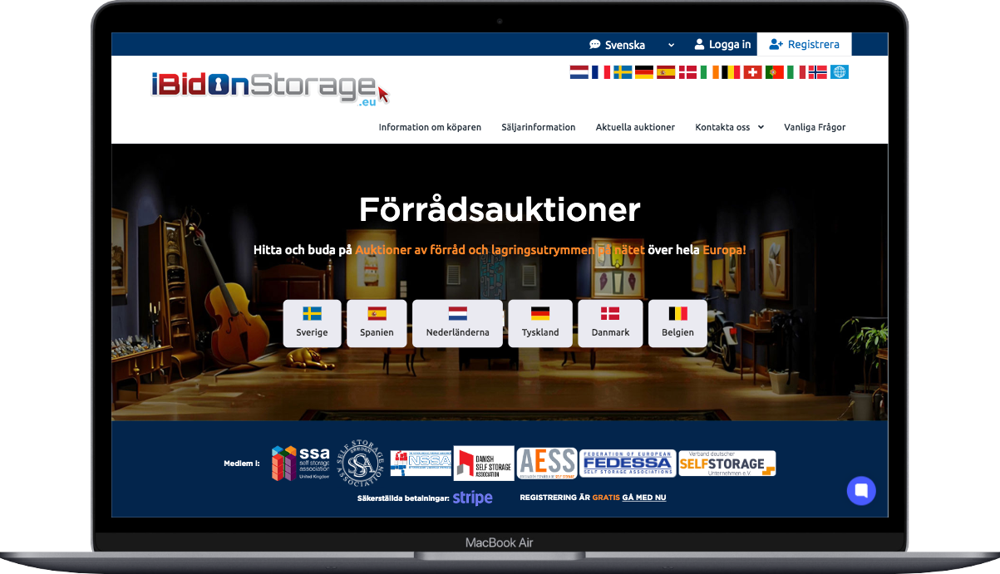 Svenska
Logga in
Registrera
iBidOnStorage
.eu
Information om köparen
Säljarinformation
Aktuella auktioner
Kontakta oss
Vanliga Frågor
Förrådsauktioner
Hitta och buda på Auktioner av förråd och lagringsutrymmen på nätet över hela Europa!
Sverige
Spanien
Nederländerna
Tyskland
Danmark
Belgien
Medlem i:
ssa
self storage
association
United Kingdom
SELF STORAGE
SWEDEN
SSA
ASSOCIATION
NSSA
DANISH
SELF STORAGE
ASSOCIATION
AESS
FEDERATION OF EUROPEAN
FEDESSA
SELF STORAGE ASSOCIATIONS
Verband deutscher
SELFSTORAGE
Unternehmen e.V.
Säkerställda betalningar:
stripe
REGISTRERING ÄR GRATIS GÅ MED NU
MacBook Air